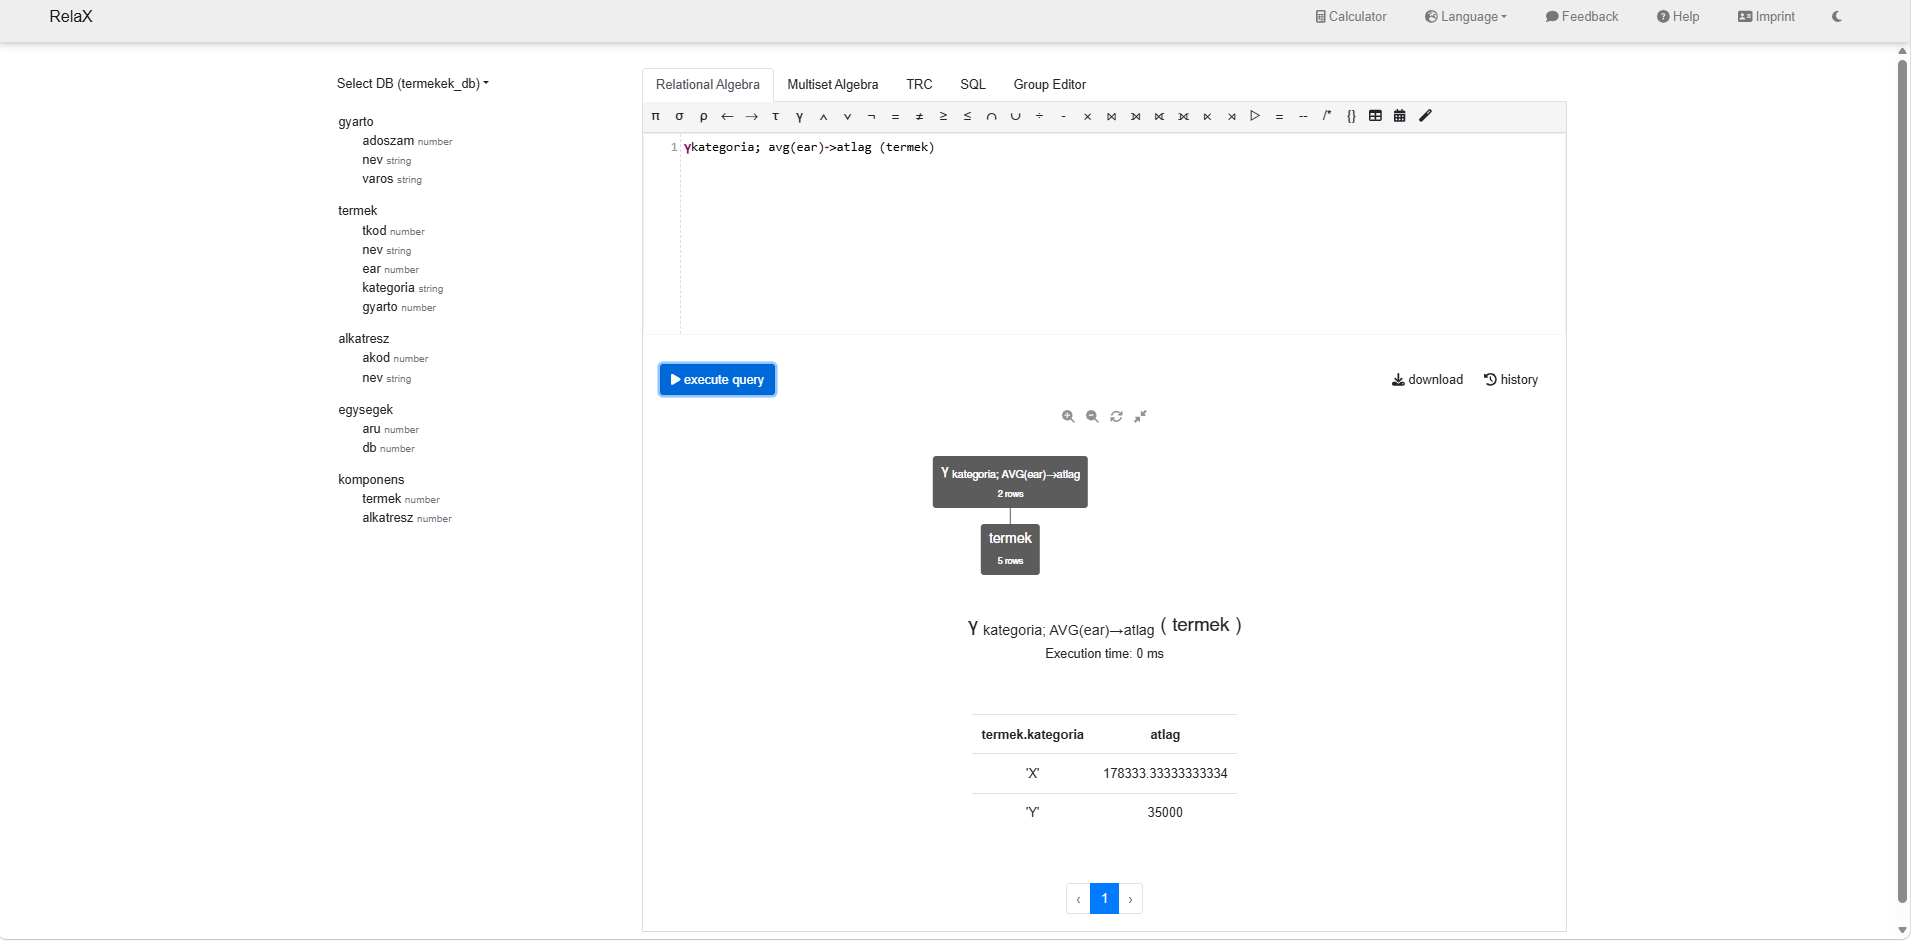 RelaX
Calculator
Language
Feedback
Help
Imprint
Select DB (termekek_db)
gyarto
adoszam number
nev string
varos string
termek
tkod number
nev string
ear number
kategoria string
gyarto number
alkatresz
akod number
nev string
egysegek
aru number
db number
komponens
termek number
alkatresz number
Relational Algebra
Multiset Algebra
TRC
SQL
Group Editor
π σ ρ ← → τ γ ∧ ∨ ¬ = ≠ ≥ ≤ ∩ ∪ ÷ - × ⨝ ⟕ ⟖ ⟗ ⋉ ⋊ ▷ = -- /* {}
1 γkategoria; avg(ear)->atlag (termek)
execute query
download
history
γ kategoria; AVG(ear)→atlag
2 rows
termek
5 rows
γ kategoria; AVG(ear)→atlag ( termek )
Execution time: 0 ms
termek.kategoria atlag
'X' 178333.33333333334
'Y' 35000
‹ 1 ›